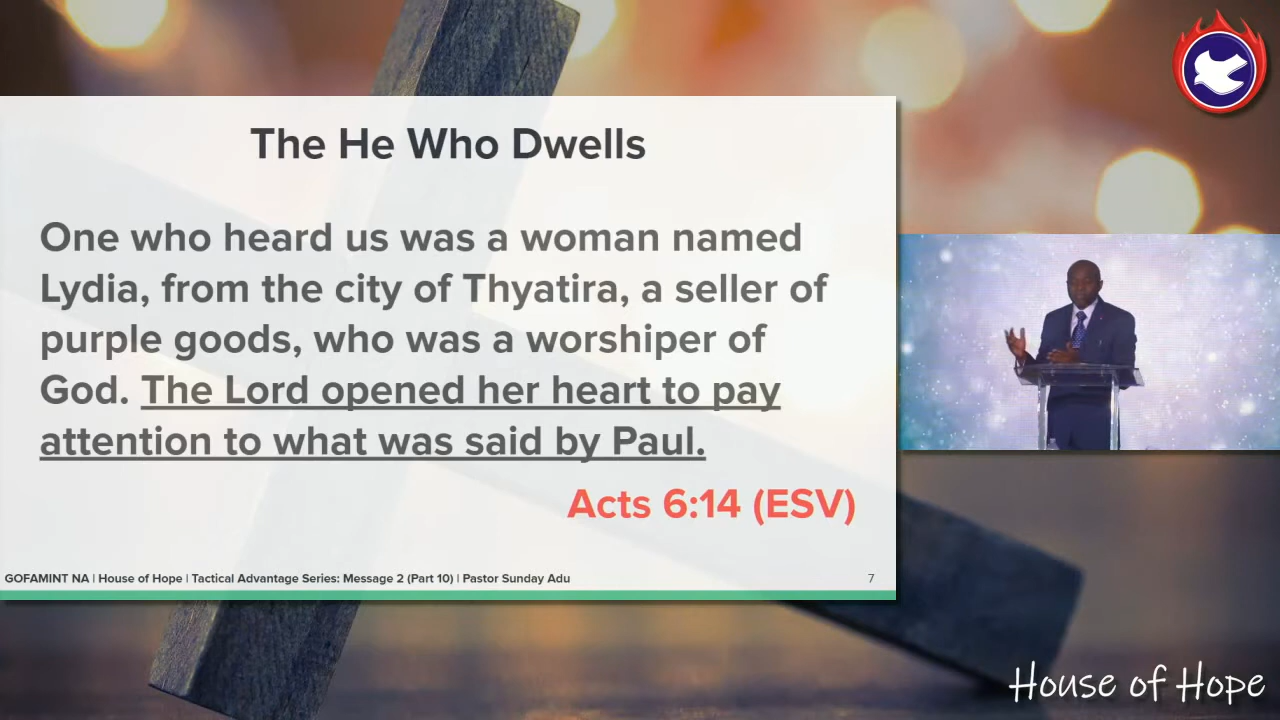 The He Who Dwells
One who heard us was a woman named
Lydia, from the city of Thyatira, a seller of
purple goods, who was a worshiper of
God. The Lord opened her heart to pay
attention to what was said by Paul.
Acts 6:14 (ESV)
GOFAMINT NA | House of Hope | Tactical Advantage Series: Message 2 (Part 10) | Pastor Sunday Adu
7
House of Hope